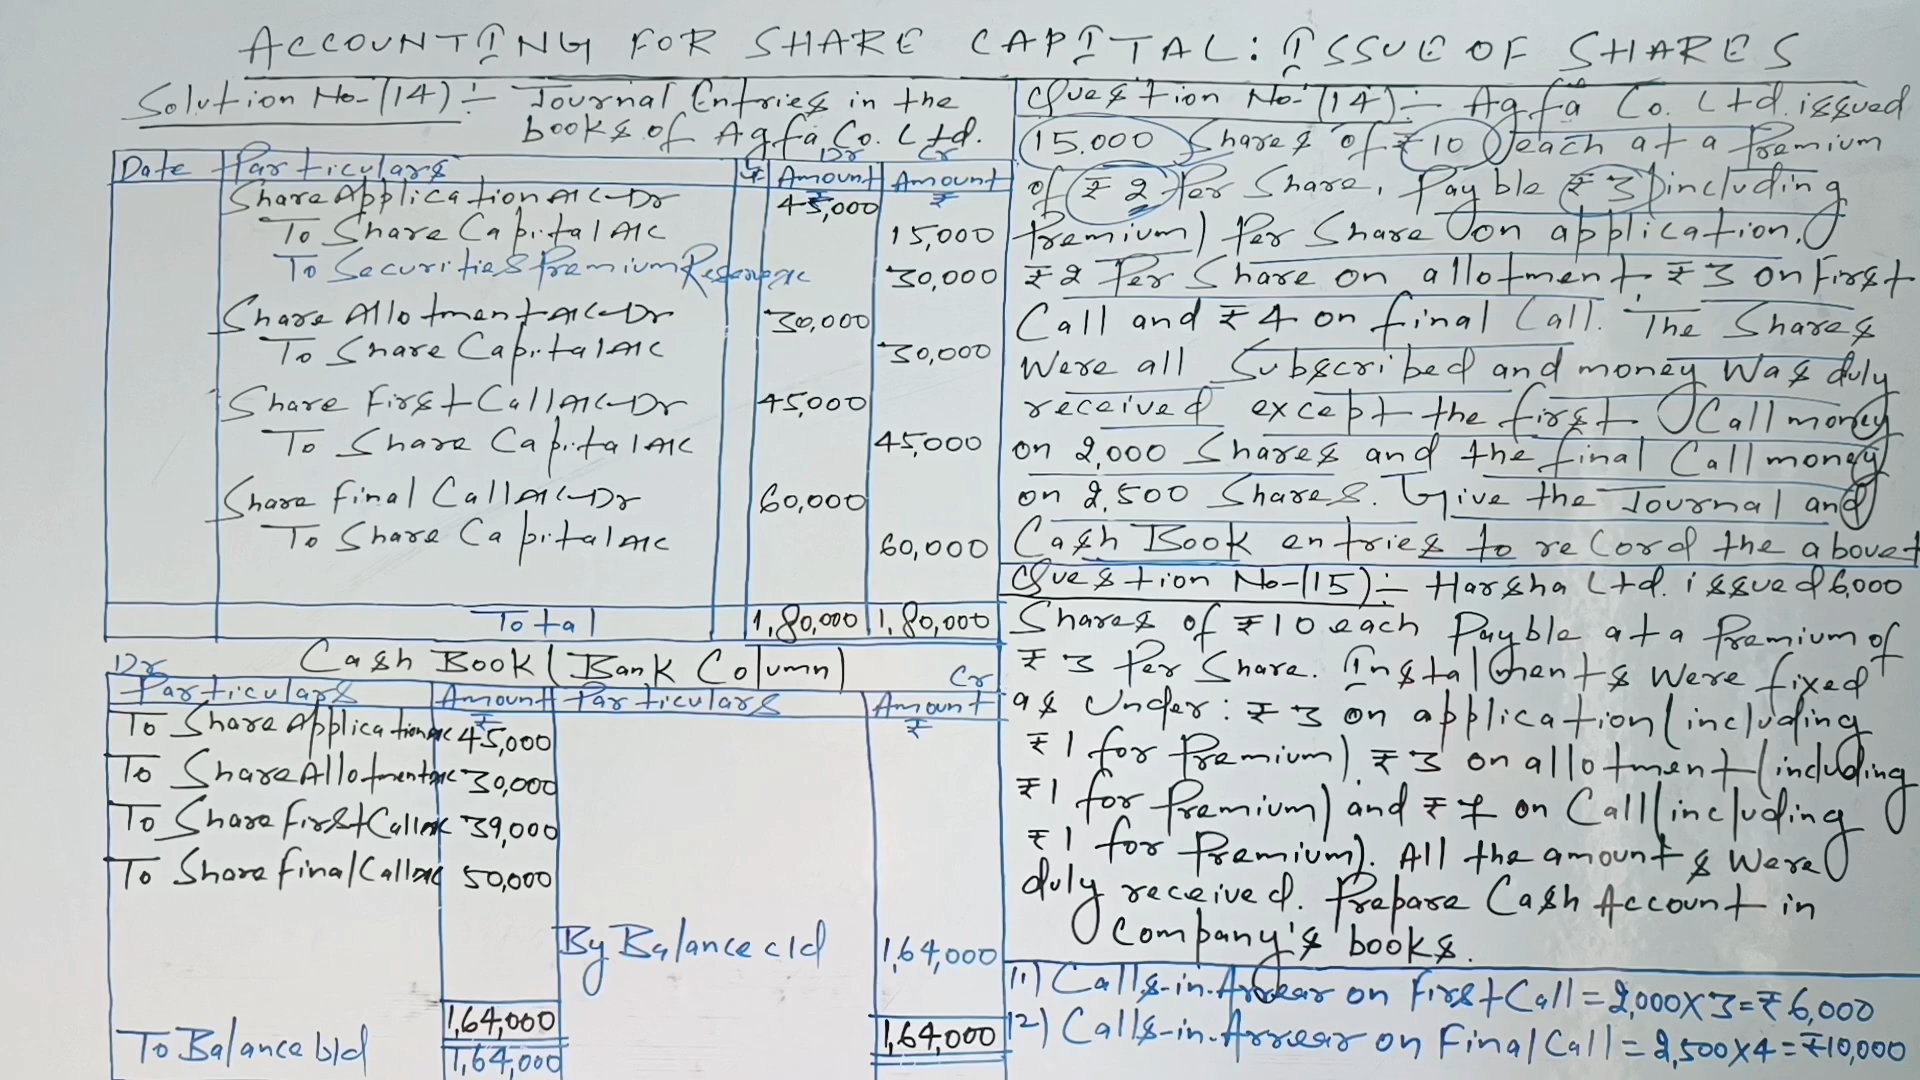 ACCOUNTING FOR SHARE CAPITAL: ISSUE OF SHARES
Solution No-(14):- Journal Entries in the
books of Agfa Co. Ltd.
Date Particulars L.F Dr Amount ₹ Cr Amount ₹
Share Application A/c Dr 45,000
To Share Capital A/c 15,000
To Securities Premium Reserve A/c 30,000
Share Allotment A/c Dr 30,000
To Share Capital A/c 30,000
Share First Call A/c Dr 45,000
To Share Capital A/c 45,000
Share Final Call A/c Dr 60,000
To Share Capital A/c 60,000
Total 1,80,000 1,80,000
Dr Cash Book (Bank Column) Cr
Particulars Amount ₹ Particulars Amount ₹
To Share Application A/c 45,000
To Share Allotment A/c 30,000
To Share First Call A/c 39,000
To Share Final Call A/c 50,000
By Balance c/d 1,64,000
1,64,000 1,64,000
To Balance b/d 1,64,000
Question No-(14):- Agfa Co. Ltd. issued
15,000 Shares of ₹10 each at a Premium
of ₹2 Per Share, Payble ₹3 (including
Premium) Per Share on application,
₹2 Per Share on allotment ₹3 on First
Call and ₹4 on final Call. The Shares
Were all Subscribed and money Was duly
received except the first Call money
on 2,000 Shares and the final Call money
on 2,500 Shares. Give the Journal and
Cash Book entries to record the above
Question No-(15):- Harsha Ltd. issued 6,000
Shares of ₹10 each Payble at a Premium of
₹3 Per Share. Instalments Were fixed
as Under: ₹3 on application (including
₹1 for Premium), ₹3 on allotment (including
₹1 for Premium) and ₹7 on Call (including
₹1 for Premium). All the amounts Were
duly received. Prepare Cash Account in
Company's books.
(1) Calls-in-Arrear on First Call = 2,000×3=₹6,000
(2) Calls-in-Arrear on Final Call = 2,500×4=₹10,000